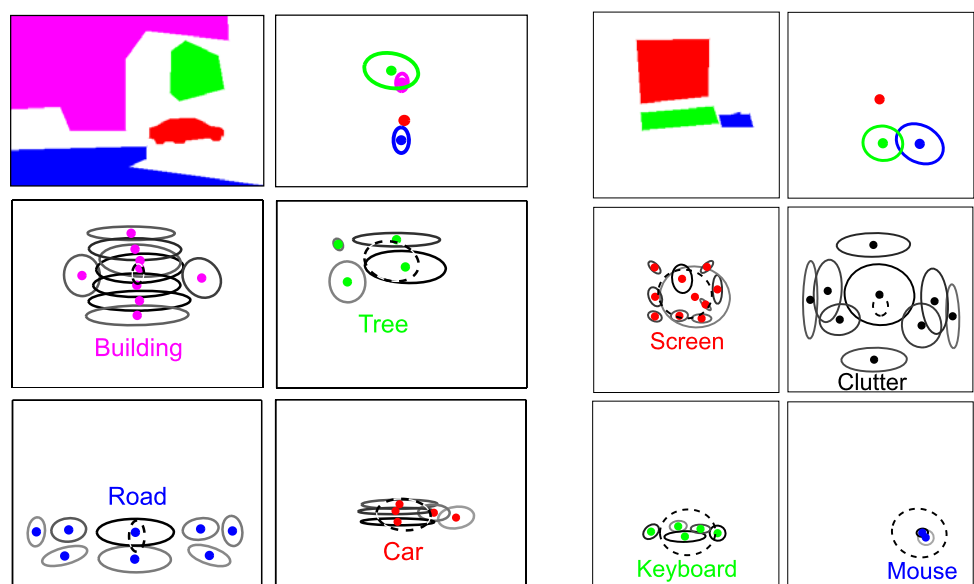 Building
Tree
Screen
Clutter
Road
Car
Keyboard
Mouse